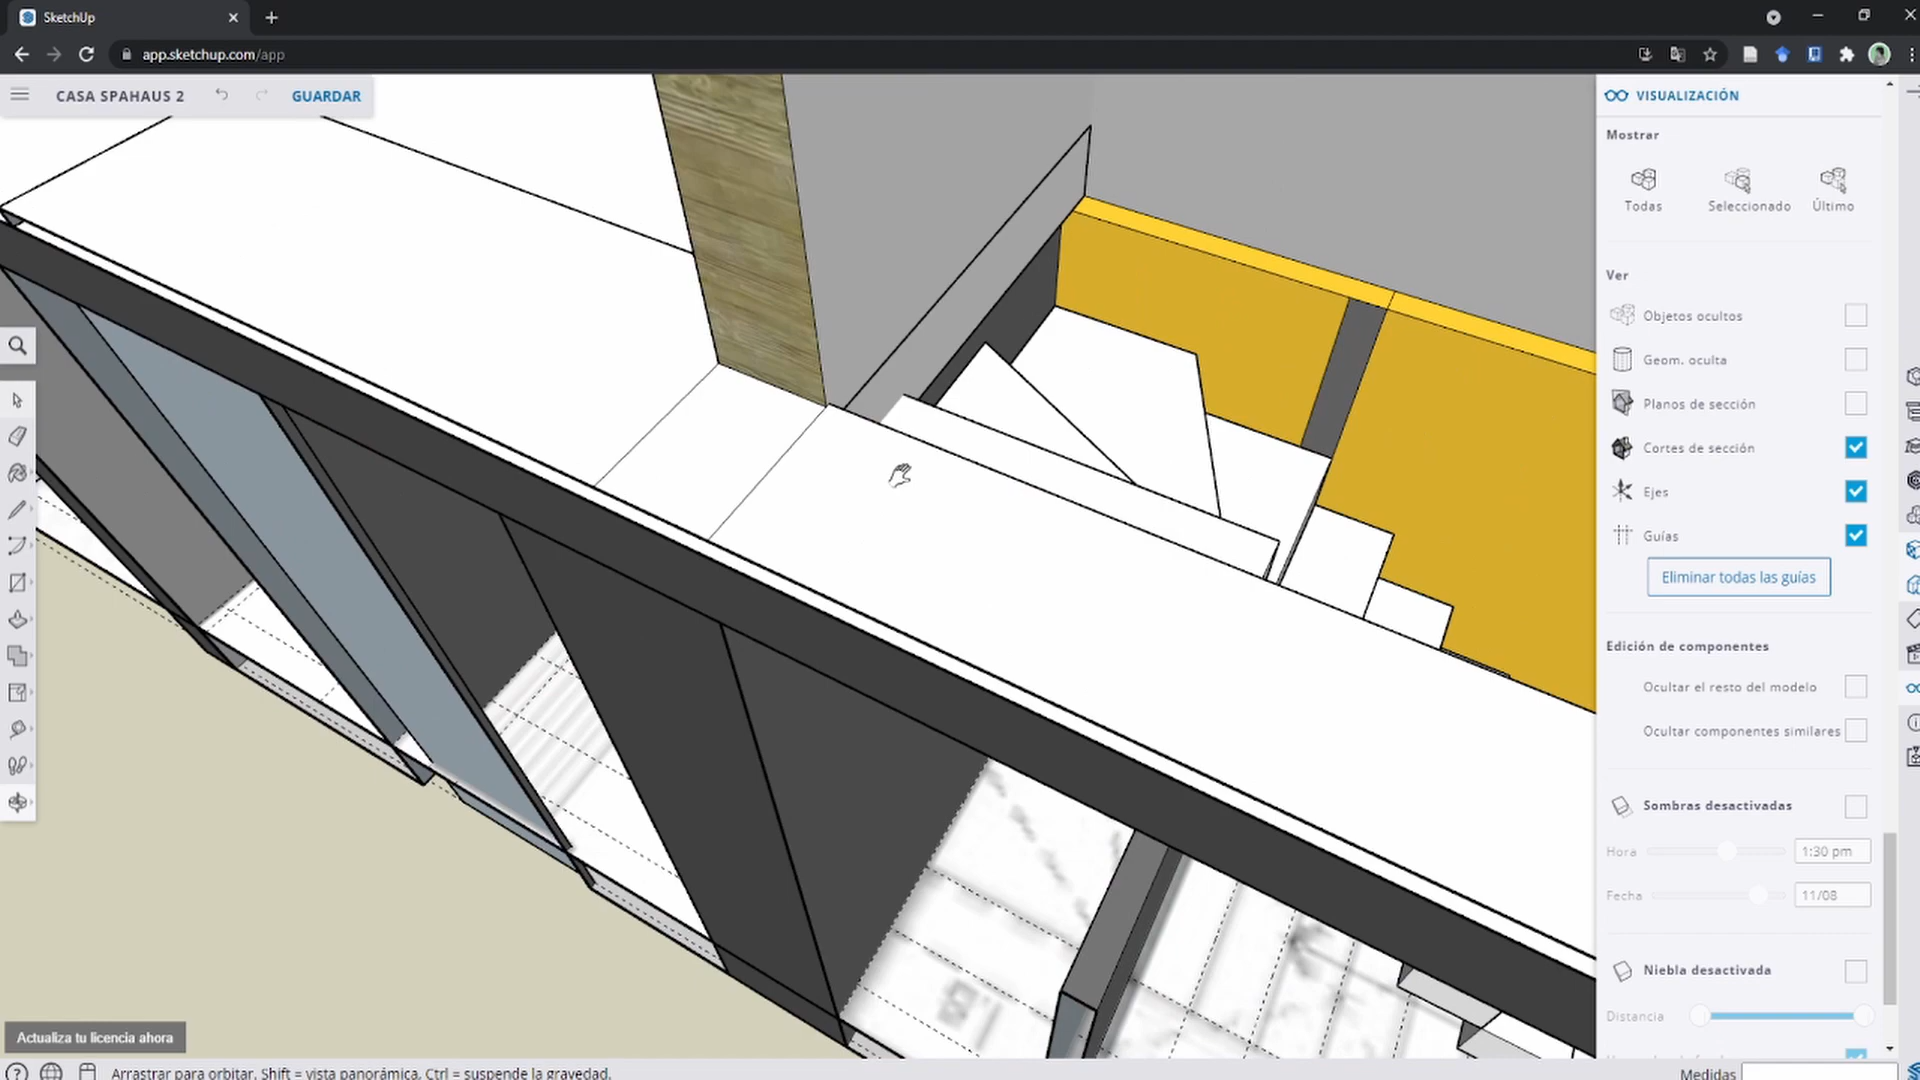 SketchUp
app.sketchup.com/app
CASA SPAHAUS 2
GUARDAR
VISUALIZACIÓN
Mostrar
Todas
Seleccionado
Último
Ver
Objetos ocultos
Geom. oculta
Planos de sección
Cortes de sección
Ejes
Guías
Eliminar todas las guías
Edición de componentes
Ocultar el resto del modelo
Ocultar componentes similares
Sombras desactivadas
Hora
1:30 pm
Fecha
11/08
Niebla desactivada
Distancia
Actualiza tu licencia ahora
Arrastrar para orbitar. Shift = vista panorámica, Ctrl = suspende la gravedad.
Medidas